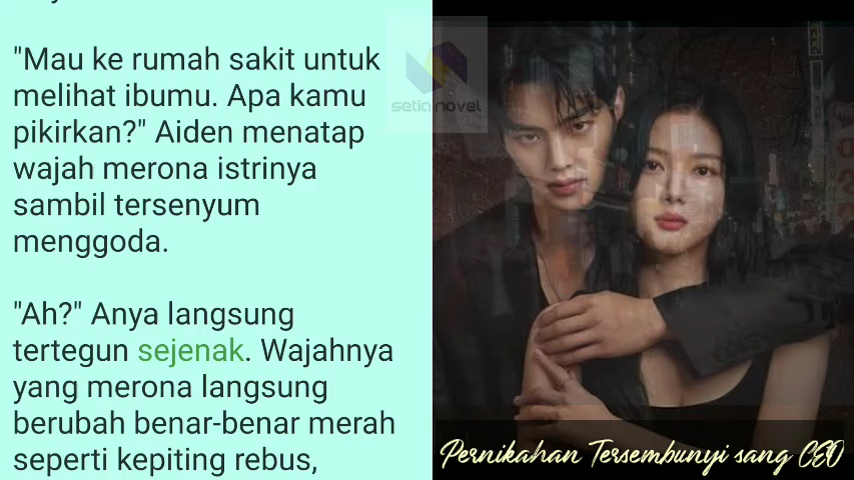 "Mau ke rumah sakit untuk
melihat ibumu. Apa kamu
pikirkan?" Aiden menatap
wajah merona istrinya
sambil tersenyum
menggoda.
"Ah?" Anya langsung
tertegun sejenak. Wajahnya
yang merona langsung
berubah benar-benar merah
seperti kepiting rebus,
setia novel
Pernikahan Tersembunyi sang CEO